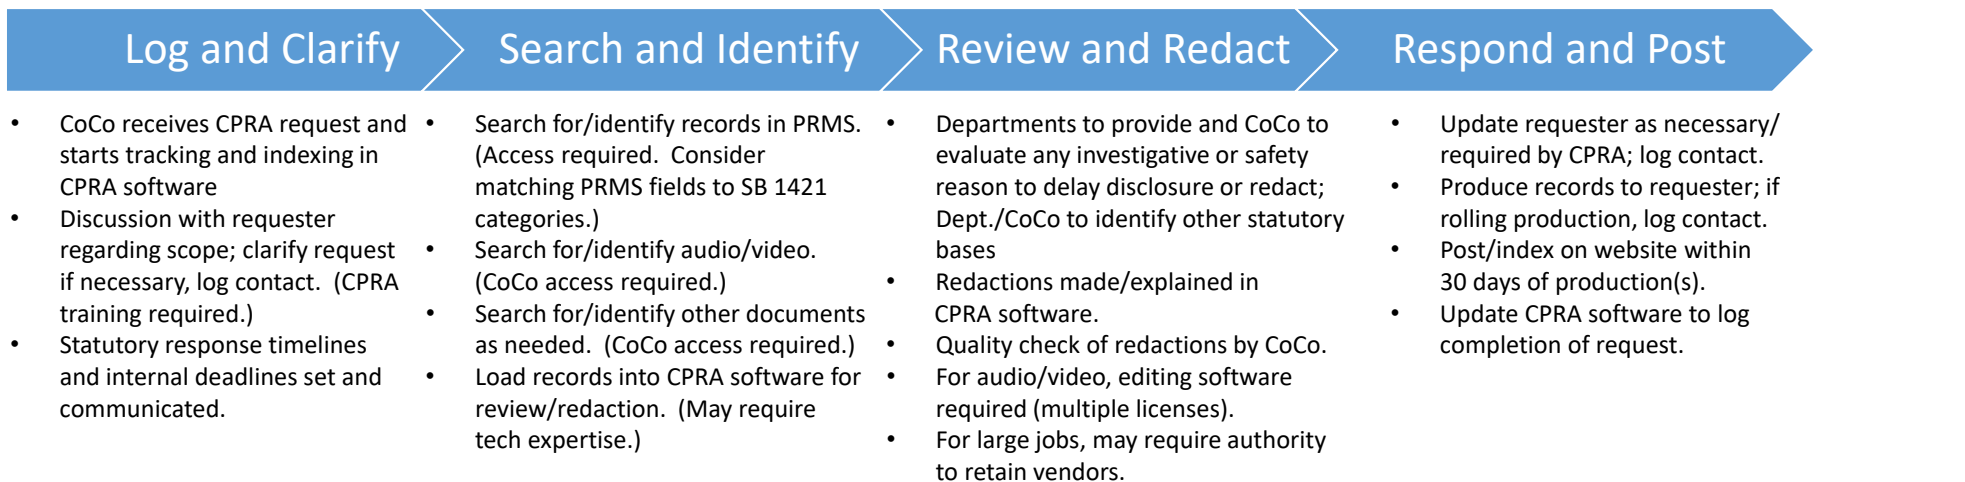 Log and Clarify
Search and Identify
Review and Redact
Respond and Post
• CoCo receives CPRA request and
starts tracking and indexing in
CPRA software
• Discussion with requester
regarding scope; clarify request
if necessary, log contact.  (CPRA
training required.)
• Statutory response timelines
and internal deadlines set and
communicated.
• Search for/identify records in PRMS.
(Access required.  Consider
matching PRMS fields to SB 1421
categories.)
• Search for/identify audio/video.
(CoCo access required.)
• Search for/identify other documents
as needed.  (CoCo access required.)
• Load records into CPRA software for
review/redaction.  (May require
tech expertise.)
• Departments to provide and CoCo to
evaluate any investigative or safety
reason to delay disclosure or redact;
Dept./CoCo to identify other statutory
bases
• Redactions made/explained in
CPRA software.
• Quality check of redactions by CoCo.
• For audio/video, editing software
required (multiple licenses).
• For large jobs, may require authority
to retain vendors.
• Update requester as necessary/
required by CPRA; log contact.
• Produce records to requester; if
rolling production, log contact.
• Post/index on website within
30 days of production(s).
• Update CPRA software to log
completion of request.